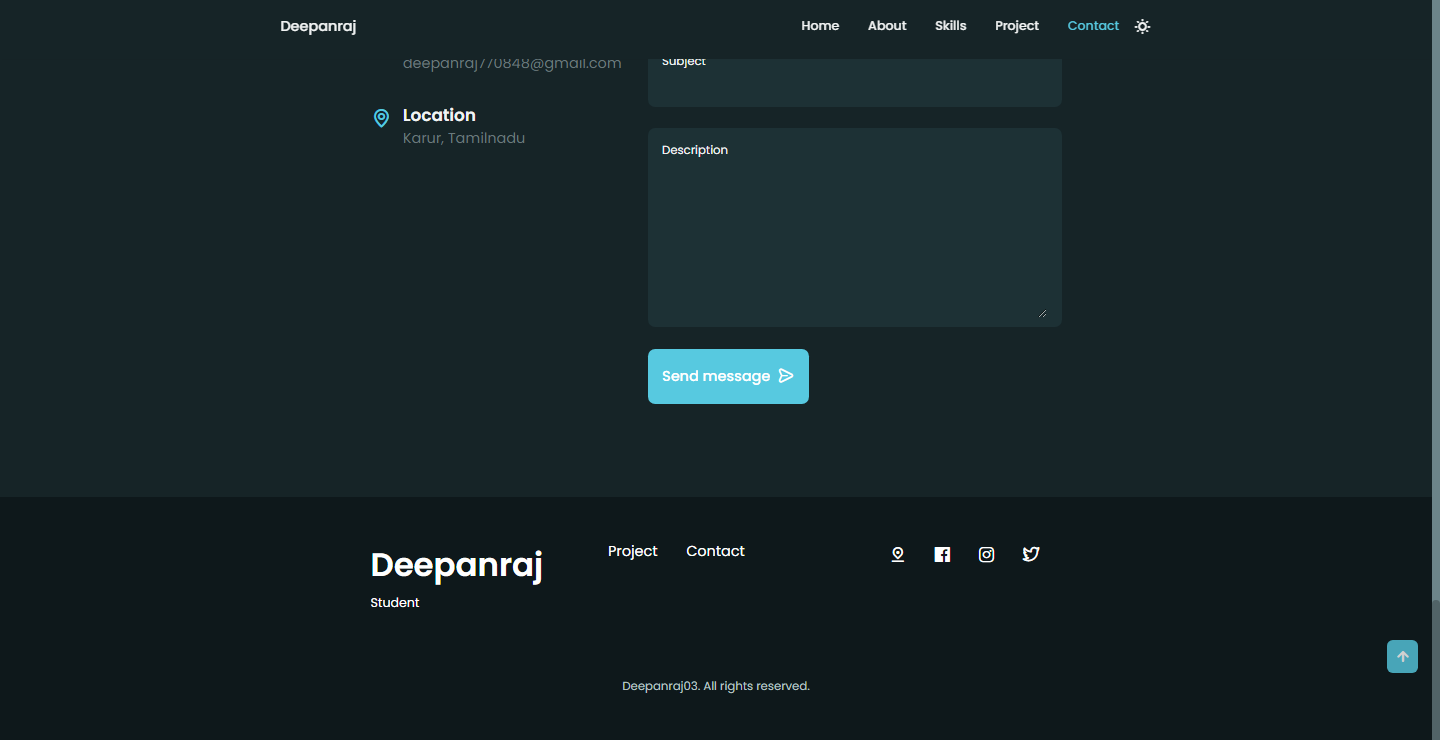 Deepanraj
Home About Skills Project Contact
deepanraj770848@gmail.com
Location
Karur, Tamilnadu
Subject
Description
Send message
Deepanraj
Student
Project Contact
Deepanraj03. All rights reserved.